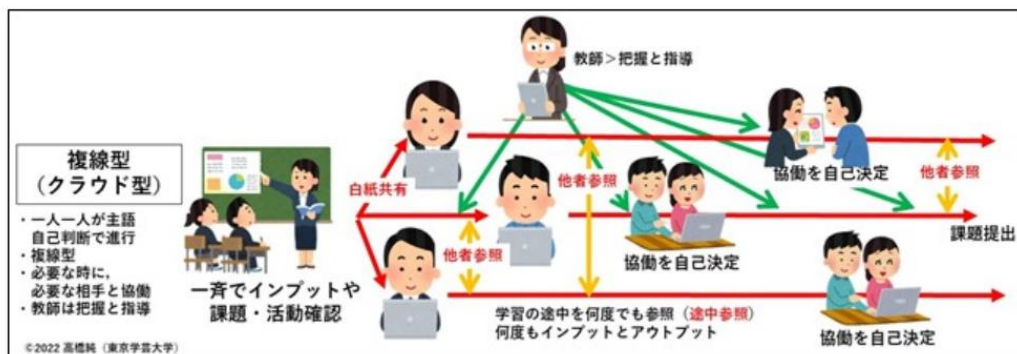 複線型
(クラウド型)
・一人一人が主語
自己判断で進行
・複線型
・必要な時に,
必要な相手と協働
・教師は把握と指導
©2022 高橋純(東京学芸大学)
一斉でインプットや
課題・活動確認
教師>把握と指導
白紙共有
他者参照
他者参照
協働を自己決定
協働を自己決定
他者参照
課題提出
学習の途中を何度でも参照(途中参照)
何度もインプットとアウトプット
協働を自己決定